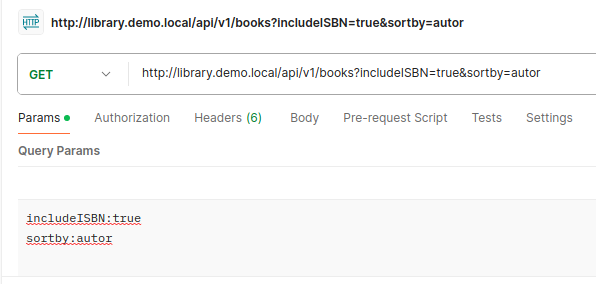 HTTP http://library.demo.local/api/v1/books?includeISBN=true&sortby=autor
GET http://library.demo.local/api/v1/books?includeISBN=true&sortby=autor
Params Authorization Headers (6) Body Pre-request Script Tests Settings
Query Params
includeISBN:true
sortby:autor